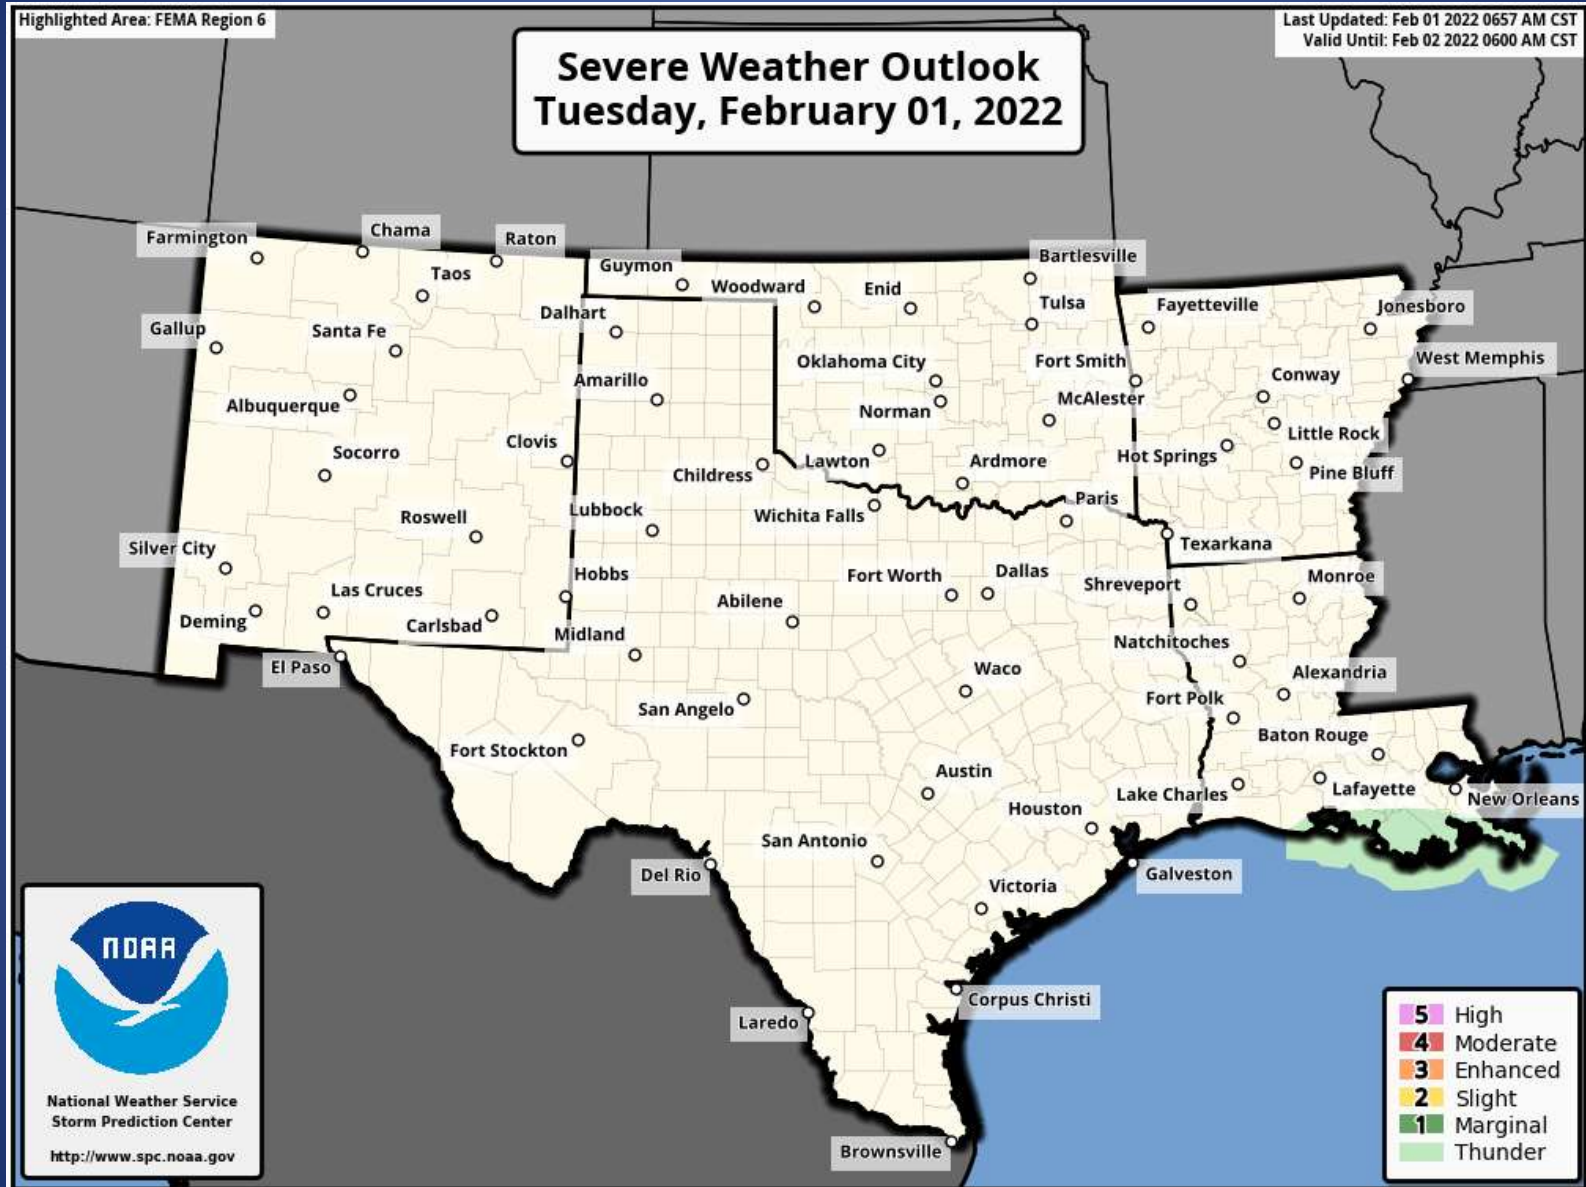 Highlighted Area: FEMA Region 6
Last Updated: Feb 01 2022 0657 AM CST
Valid Until: Feb 02 2022 0600 AM CST
Severe Weather Outlook
Tuesday, February 01, 2022
Farmington
Chama
Raton
Taos
Guymon
Woodward
Enid
Bartlesville
Tulsa
Fayetteville
Jonesboro
Gallup
Santa Fe
Dalhart
Oklahoma City
Fort Smith
Conway
West Memphis
Albuquerque
Amarillo
Norman
McAlester
Little Rock
Socorro
Clovis
Childress
Lawton
Ardmore
Hot Springs
Pine Bluff
Roswell
Lubbock
Wichita Falls
Paris
Texarkana
Silver City
Las Cruces
Hobbs
Fort Worth
Dallas
Shreveport
Monroe
Deming
Carlsbad
Abilene
Midland
Natchitoches
El Paso
San Angelo
Waco
Alexandria
Fort Polk
Fort Stockton
Baton Rouge
Austin
Houston
Lake Charles
Lafayette
New Orleans
San Antonio
Del Rio
Victoria
Galveston
Laredo
Corpus Christi
Brownsville
NOAA
National Weather Service
Storm Prediction Center
http://www.spc.noaa.gov
5 High
4 Moderate
3 Enhanced
2 Slight
1 Marginal
Thunder